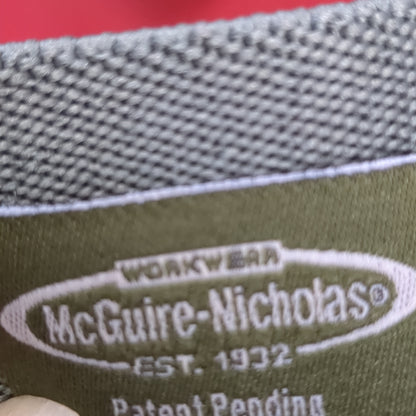 WORKWEAR
McGuire-Nicholas®
EST. 1932
Patent Pending